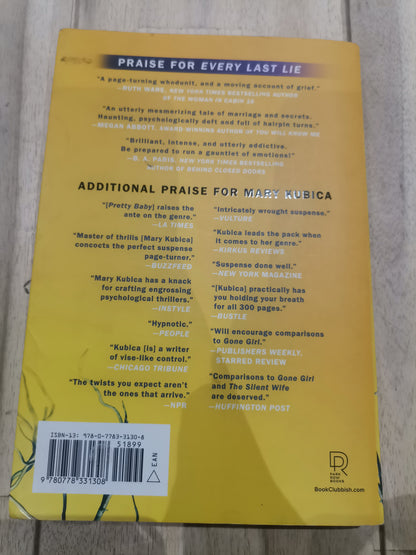 PRAISE FOR EVERY LAST LIE
"A page-turning whodunit, and a moving account of grief."
—RUTH WARE, NEW YORK TIMES BESTSELLING AUTHOR
OF THE WOMAN IN CABIN 10
"An utterly mesmerizing tale of marriage and secrets.
Haunting, psychologically deft and full of hairpin turns."
—MEGAN ABBOTT, AWARD-WINNING AUTHOR OF YOU WILL KNOW ME
"Brilliant, intense, and utterly addictive.
Be prepared to run a gauntlet of emotions!"
—B. A. PARIS, NEW YORK TIMES BESTSELLING
AUTHOR OF BEHIND CLOSED DOORS
ADDITIONAL PRAISE FOR MARY KUBICA
"[Pretty Baby] raises the
ante on the genre."
—LA TIMES
"Master of thrills [Mary Kubica]
concocts the perfect suspense
page-turner."
—BUZZFEED
"Mary Kubica has a knack
for crafting engrossing
psychological thrillers."
—INSTYLE
"Hypnotic."
—PEOPLE
"Kubica [is] a writer
of vise-like control."
—CHICAGO TRIBUNE
"The twists you expect aren't
the ones that arrive."
—NPR
"Intricately wrought suspense."
—VULTURE
"Kubica leads the pack when
it comes to her genre."
—KIRKUS REVIEWS
"Suspense done well."
—NEW YORK MAGAZINE
"[Kubica] practically has
you holding your breath
for all 300 pages."
—BUSTLE
"Will encourage comparisons
to Gone Girl."
—PUBLISHERS WEEKLY,
STARRED REVIEW
"Comparisons to Gone Girl
and The Silent Wife
are deserved."
—HUFFINGTON POST
ISBN-13: 978-0-7783-3130-8
51899
9780778331308
EAN
PARK
ROW
BOOKS
BookClubbish.com